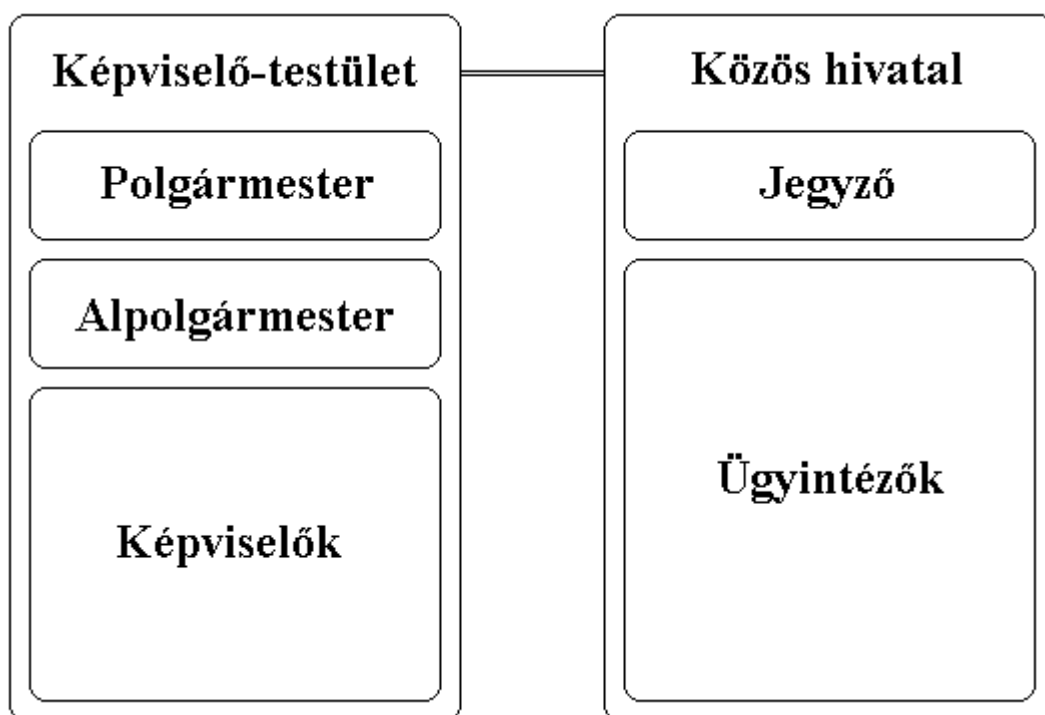 Képviselő-testület
Polgármester
Alpolgármester
Képviselők
Közös hivatal
Jegyző
Ügyintézők